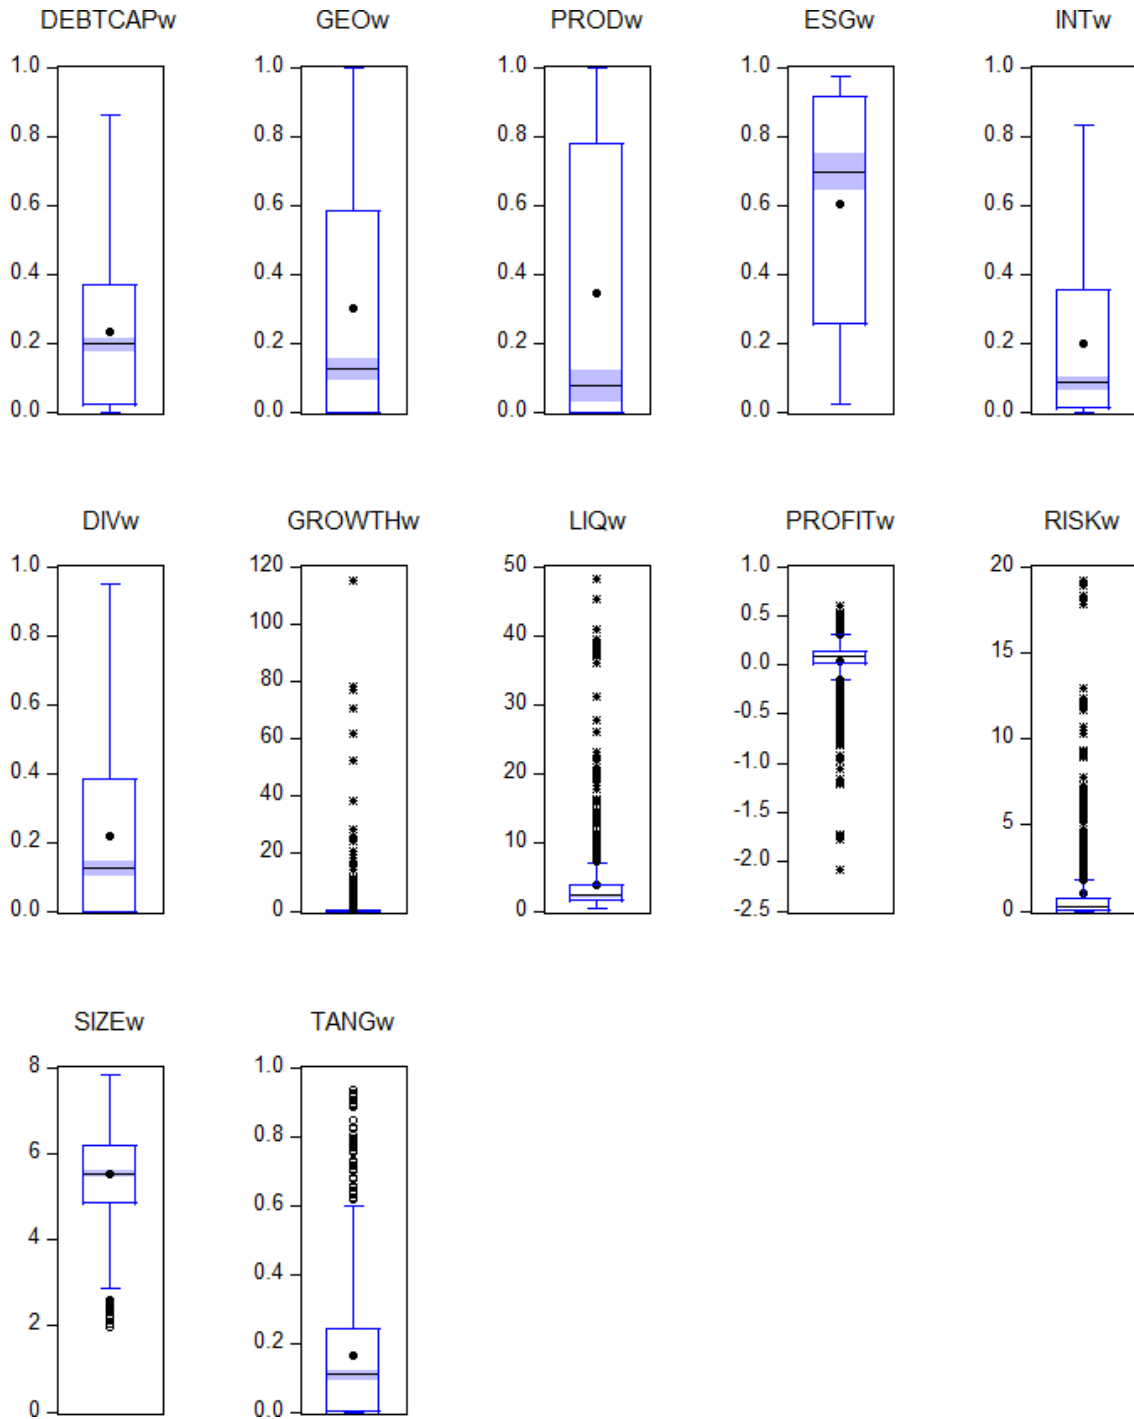 DEBTCAPw GEOw PRODw ESGw INTw
1.0 1.0 1.0 1.0 1.0
0.8 0.8 0.8 0.8 0.8
0.6 0.6 0.6 0.6 0.6
0.4 0.4 0.4 0.4 0.4
0.2 0.2 0.2 0.2 0.2
0.0 0.0 0.0 0.0 0.0
DIVw GROWTHw LIQw PROFITw RISKw
1.0 120 50 1.0 20
0.8 100 40 0.5 15
0.6 80 30 0.0 10
0.4 60 20 -0.5 5
0.2 40 10 -1.0 0
0.0 20 0 -1.5
0 -2.0
-2.5
SIZEw TANGw
8 1.0
6 0.8
4 0.6
2 0.4
0 0.2
0.0